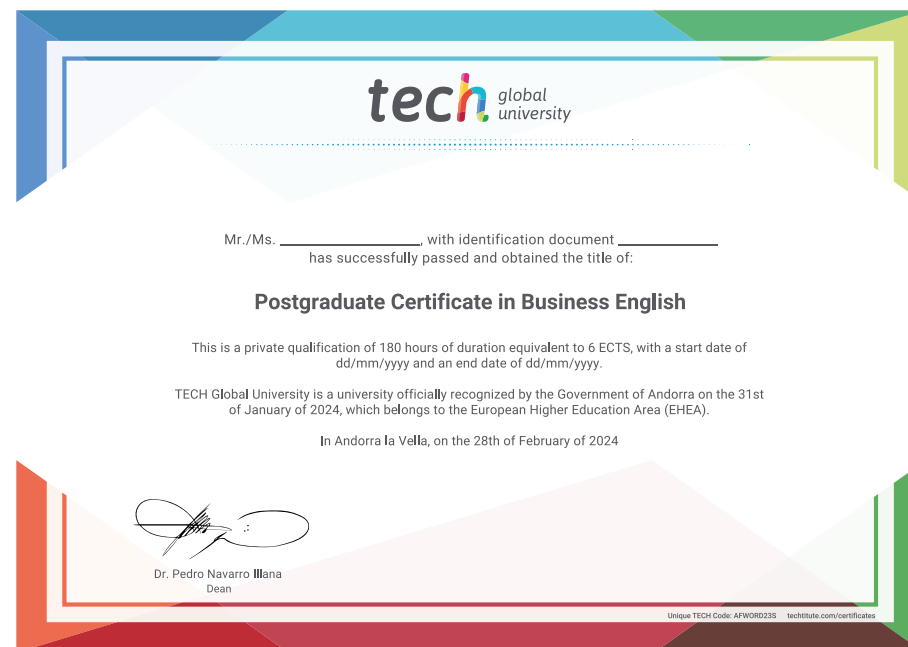 tech global
university
Mr./Ms. ____________________, with identification document ______________
has successfully passed and obtained the title of:
Postgraduate Certificate in Business English
This is a private qualification of 180 hours of duration equivalent to 6 ECTS, with a start date of
dd/mm/yyyy and an end date of dd/mm/yyyy.
TECH Global University is a university officially recognized by the Government of Andorra on the 31st
of January of 2024, which belongs to the European Higher Education Area (EHEA).
In Andorra la Vella, on the 28th of February of 2024
Dr. Pedro Navarro Illana
Dean
Unique TECH Code: AFWORD23S techtitute.com/certificates